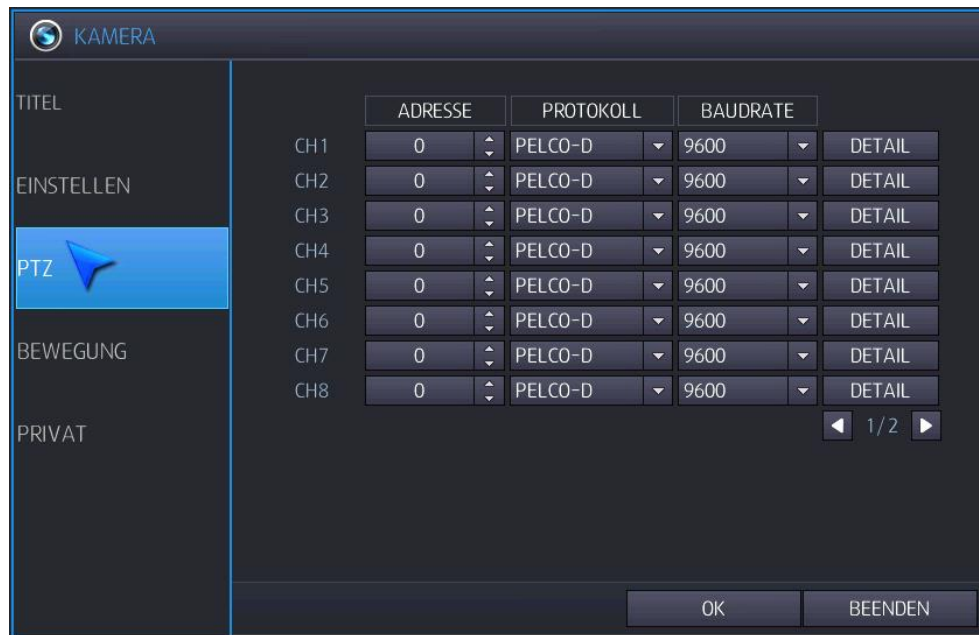 KAMERA
TITEL
EINSTELLEN
PTZ
BEWEGUNG
PRIVAT
ADRESSE PROTOKOLL BAUDRATE
CH1 0 PELCO-D 9600 DETAIL
CH2 0 PELCO-D 9600 DETAIL
CH3 0 PELCO-D 9600 DETAIL
CH4 0 PELCO-D 9600 DETAIL
CH5 0 PELCO-D 9600 DETAIL
CH6 0 PELCO-D 9600 DETAIL
CH7 0 PELCO-D 9600 DETAIL
CH8 0 PELCO-D 9600 DETAIL
1/2
OK BEENDEN